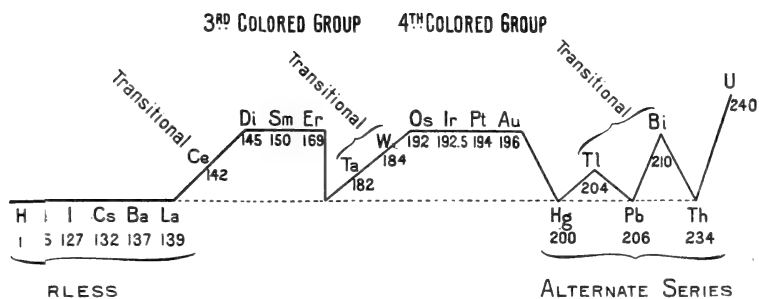 3RD COLORED GROUP 4TH COLORED GROUP
Transitional Transitional Transitional
U
240
Di Sm Er Os Ir Pt Au Bi
145 150 169 192 192.5 194 196 210
Ce W Tl
142 184 204
Ta
182
H I Cs Ba La Hg Pb Th
1 5 127 132 137 139 200 206 234
RLESS ALTERNATE SERIES